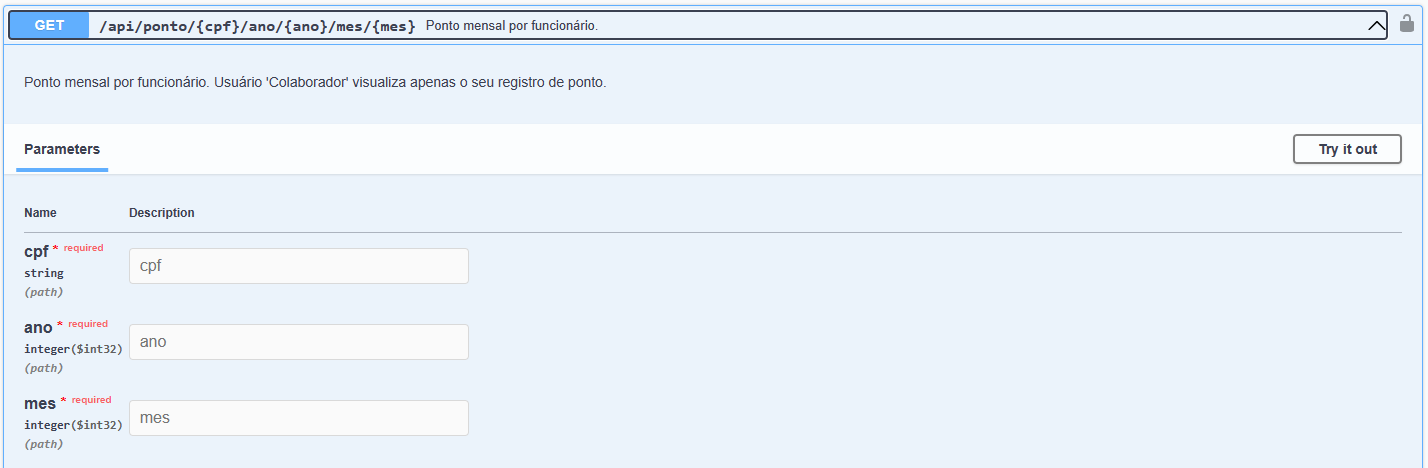 GET /api/ponto/{cpf}/ano/{ano}/mes/{mes} Ponto mensal por funcionário.
Ponto mensal por funcionário. Usuário 'Colaborador' visualiza apenas o seu registro de ponto.
Parameters Try it out
Name Description
cpf * required
string
(path)
cpf
ano * required
integer($int32)
(path)
ano
mes * required
integer($int32)
(path)
mes